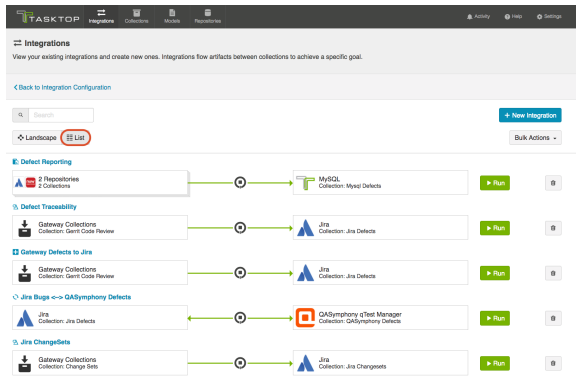 TASKTOP
Integrations
Collections
Models
Repositories
Activity
Help
Settings
Integrations
View your existing integrations and create new ones. Integrations flow artifacts between collections to achieve a specific goal.
Back to Integration Configuration
Search
+ New Integration
Landscape
List
Bulk Actions
Defect Reporting
2 Repositories
2 Collections
MySQL
Collection: Mysql Defects
Run
Defect Traceability
Gateway Collections
Collection: Gerrit Code Review
Jira
Collection: Jira Defects
Run
Gateway Defects to Jira
Gateway Collections
Collection: Gerrit Code Review
Jira
Collection: Jira Defects
Run
Jira Bugs <--> QASymphony Defects
Jira
Collection: Jira Defects
QASymphony qTest Manager
Collection: QASymphony Defects
Run
Jira ChangeSets
Gateway Collections
Collection: Change Sets
Jira
Collection: Jira Changesets
Run